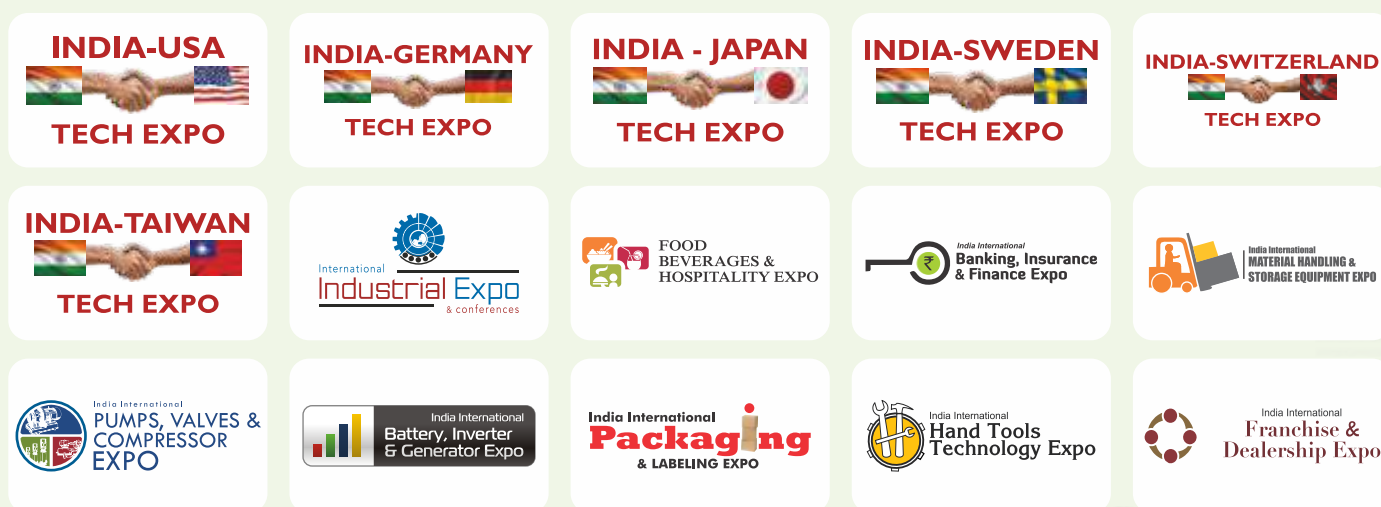 INDIA-USA
TECH EXPO
INDIA-GERMANY
TECH EXPO
INDIA - JAPAN
TECH EXPO
INDIA-SWEDEN
TECH EXPO
INDIA-SWITZERLAND
TECH EXPO
INDIA-TAIWAN
TECH EXPO
International
Industrial Expo
& conferences
FOOD
BEVERAGES &
HOSPITALITY EXPO
India International
Banking, Insurance
& Finance Expo
India International
MATERIAL HANDLING &
STORAGE EQUIPMENT EXPO
India International
PUMPS, VALVES &
COMPRESSOR
EXPO
India International
Battery, Inverter
& Generator Expo
India International
Packaging
& LABELING EXPO
India International
Hand Tools
Technology Expo
India International
Franchise &
Dealership Expo